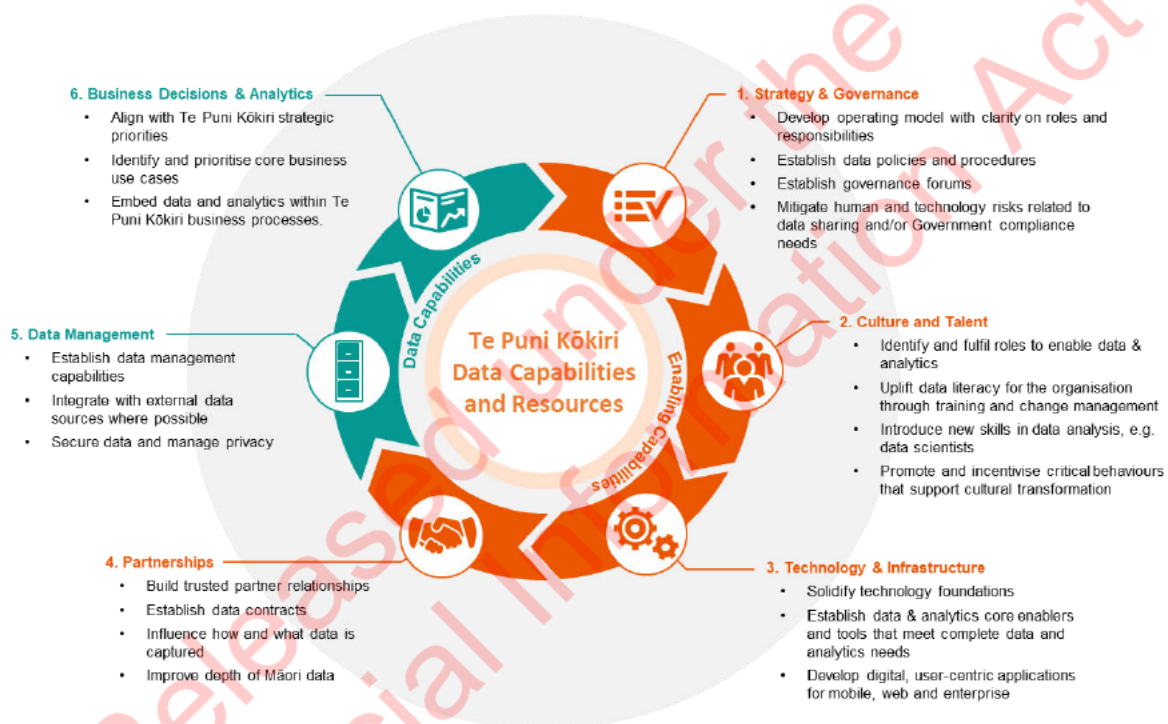 6. Business Decisions & Analytics
• Align with Te Puni Kōkiri strategic
priorities
• Identify and prioritise core business
use cases
• Embed data and analytics within Te
Puni Kōkiri business processes.
1. Strategy & Governance
• Develop operating model with clarity on roles and
responsibilities
• Establish data policies and procedures
• Establish governance forums
• Mitigate human and technology risks related to
data sharing and/or Government compliance
needs
5. Data Management
• Establish data management
capabilities
• Integrate with external data
sources where possible
• Secure data and manage privacy
Data Capabilities
Te Puni Kōkiri
Data Capabilities
and Resources
Enabling Capabilities
2. Culture and Talent
• Identify and fulfil roles to enable data &
analytics
• Uplift data literacy for the organisation
through training and change management
• Introduce new skills in data analysis, e.g.
data scientists
• Promote and incentivise critical behaviours
that support cultural transformation
4. Partnerships
• Build trusted partner relationships
• Establish data contracts
• Influence how and what data is
captured
• Improve depth of Māori data
3. Technology & Infrastructure
• Solidify technology foundations
• Establish data & analytics core enablers
and tools that meet complete data and
analytics needs
• Develop digital, user-centric applications
for mobile, web and enterprise
Released under the
cial Information Act